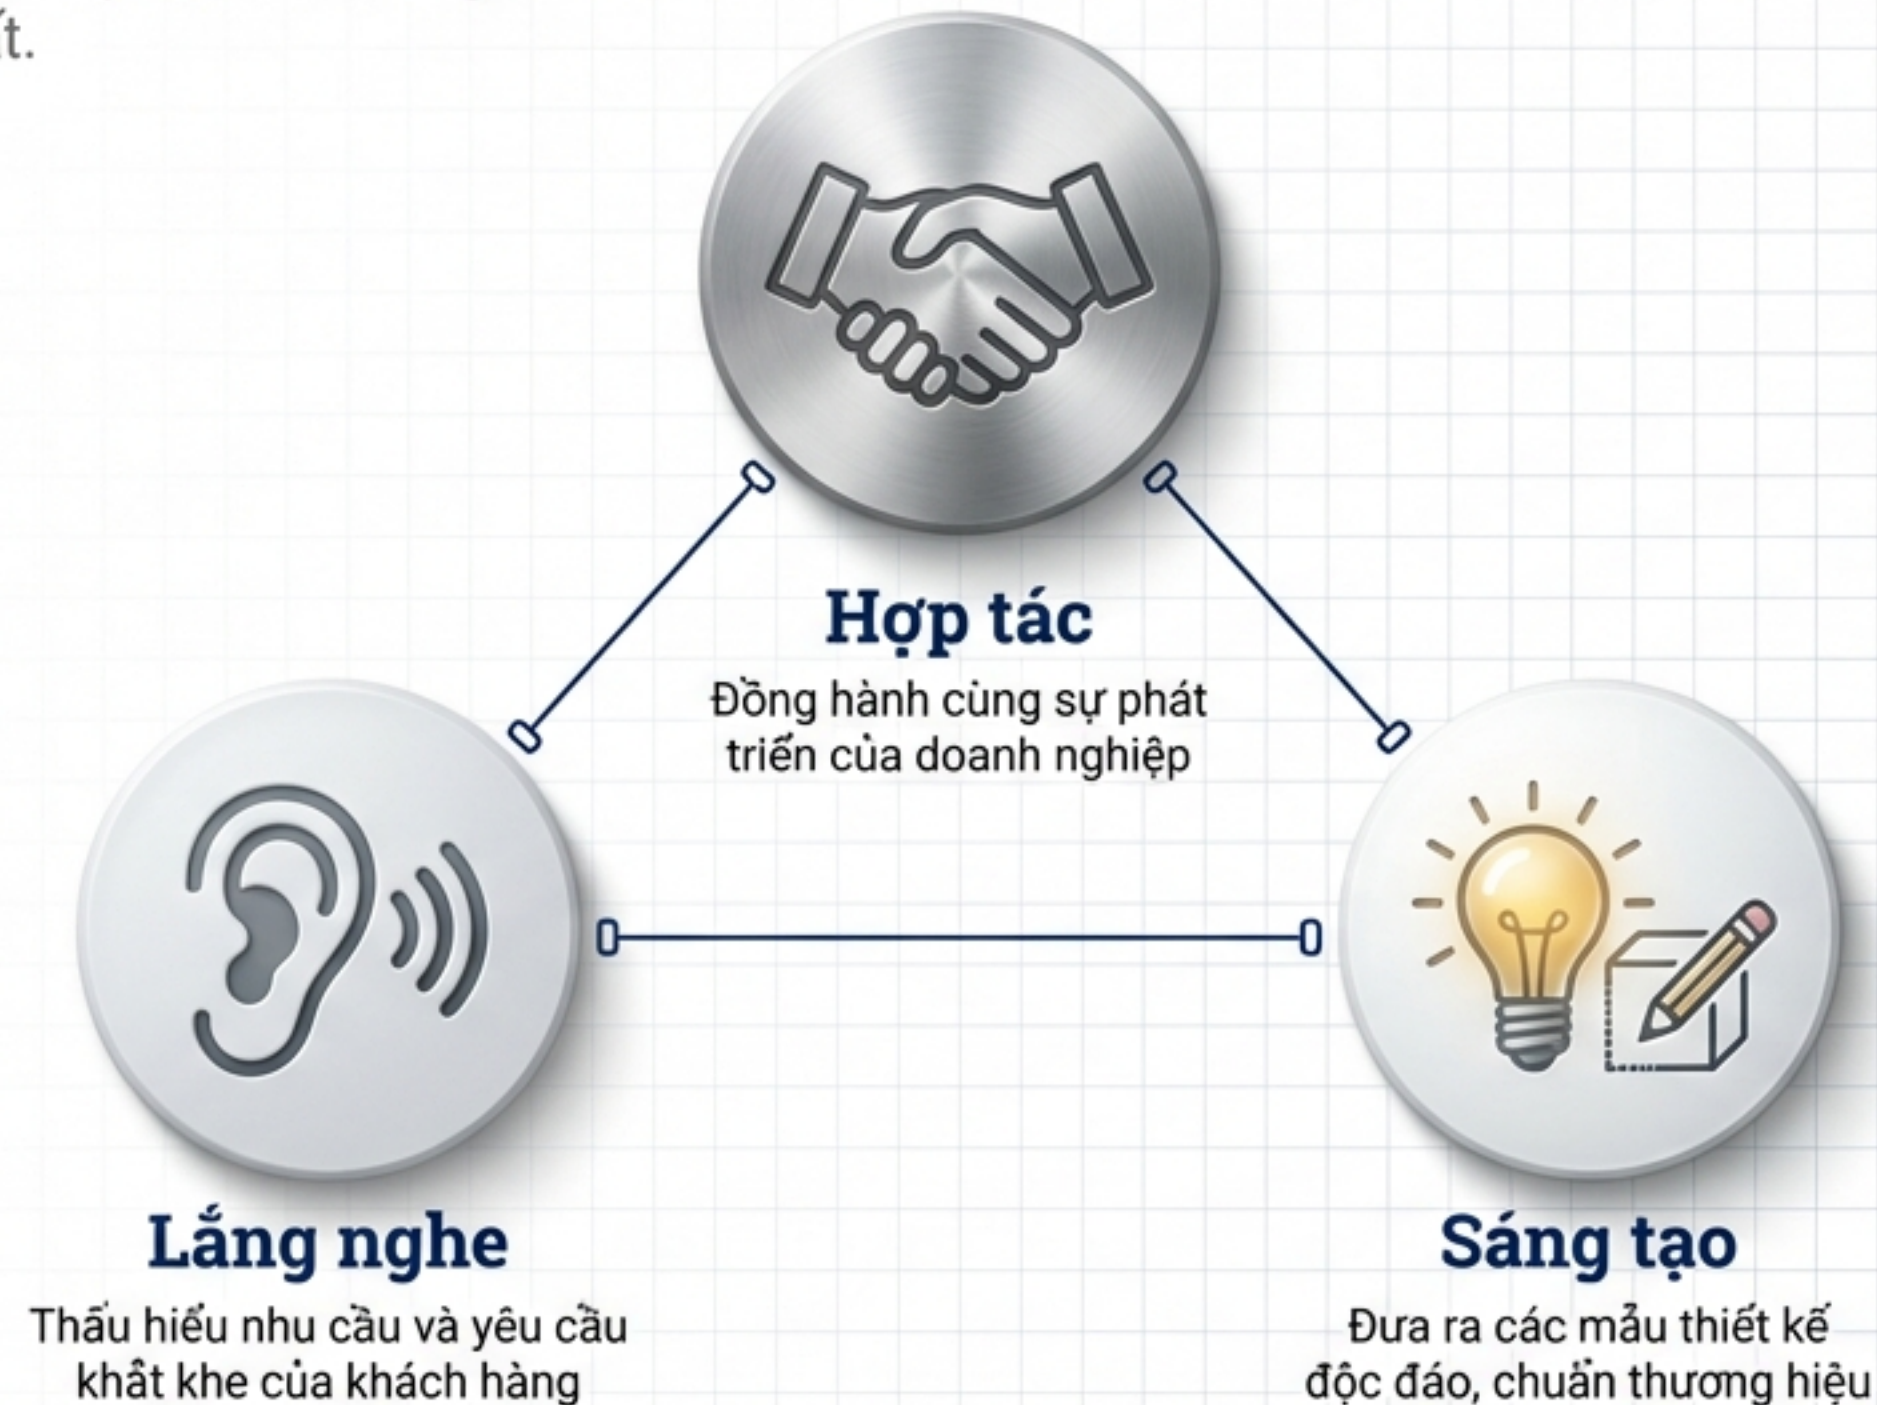 Hợp tác
Đồng hành cùng sự phát
triển của doanh nghiệp
Lắng nghe
Thấu hiểu nhu cầu và yêu cầu
khắt khe của khách hàng
Sáng tạo
Đưa ra các mẫu thiết kế
độc đáo, chuẩn thương hiệu